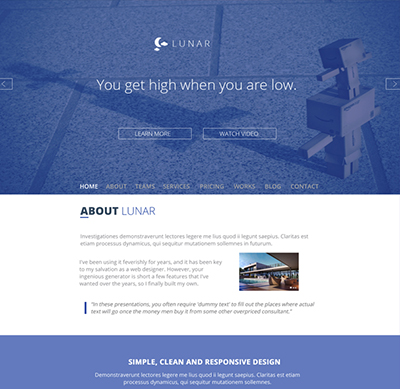 LUNAR
You get high when you are low.
LEARN MORE WATCH VIDEO
HOME ABOUT TEAMS SERVICES PRICING WORKS BLOG CONTACT
ABOUT LUNAR
Investigationes demonstraverunt lectores legere me lius quod ii legunt saepius. Claritas est
etiam processus dynamicus, qui sequitur mutationem sollemnes in futurum.
I've been using it feverishly for years, and it has been key
to my salvation as a web designer. However, your
ingenious generator is short a few features that I've
wanted over the years, so I finally built my own.
"In these presentations, you often require 'dummy text' to fill out the places where actual
text will go once the money men buy it from some other overpriced consultant."
SIMPLE, CLEAN AND RESPONSIVE DESIGN
Demonstraverunt lectores legere me lius quod ii legunt saepius. Claritas est etiam
processus dynamicus, qui sequitur mutationem sollemnes.